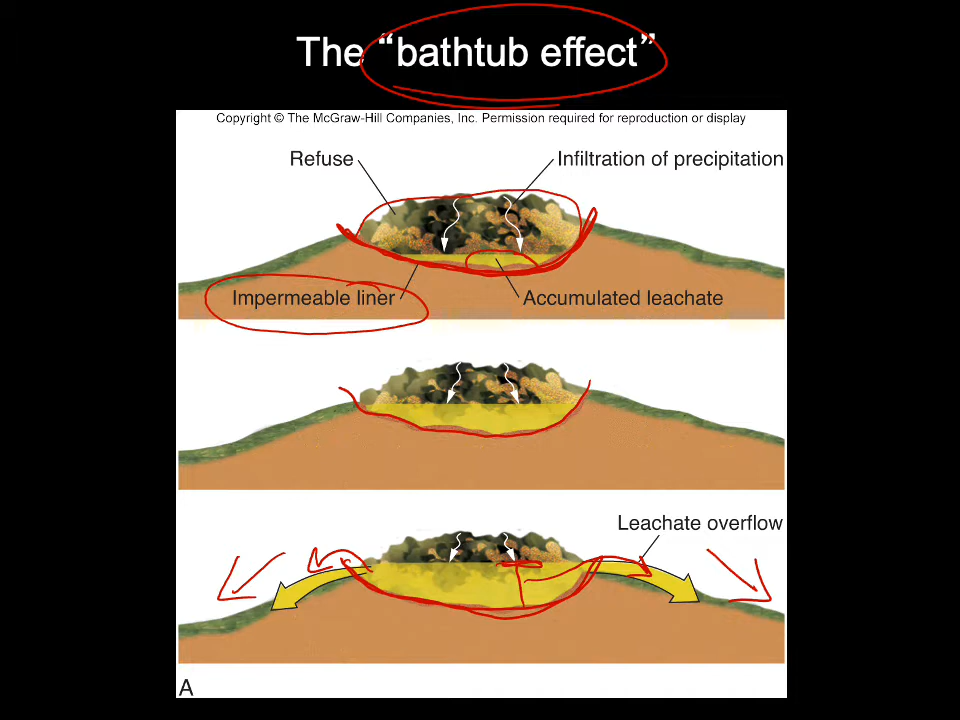 The “bathtub effect”
Copyright © The McGraw-Hill Companies, Inc. Permission required for reproduction or display
Refuse
Infiltration of precipitation
Impermeable liner
Accumulated leachate
Leachate overflow
A